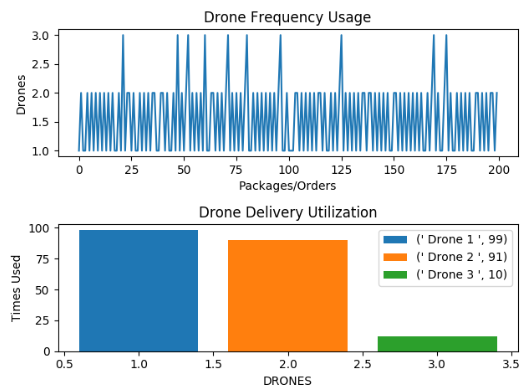 Drone Frequency Usage
3.0
2.5
2.0
1.5
1.0
Drones
0 25 50 75 100 125 150 175 200
Packages/Orders
Drone Delivery Utilization
100
75
50
25
0
Times Used
(' Drone 1 ', 99)
(' Drone 2 ', 91)
(' Drone 3 ', 10)
0.5 1.0 1.5 2.0 2.5 3.0 3.5
DRONES